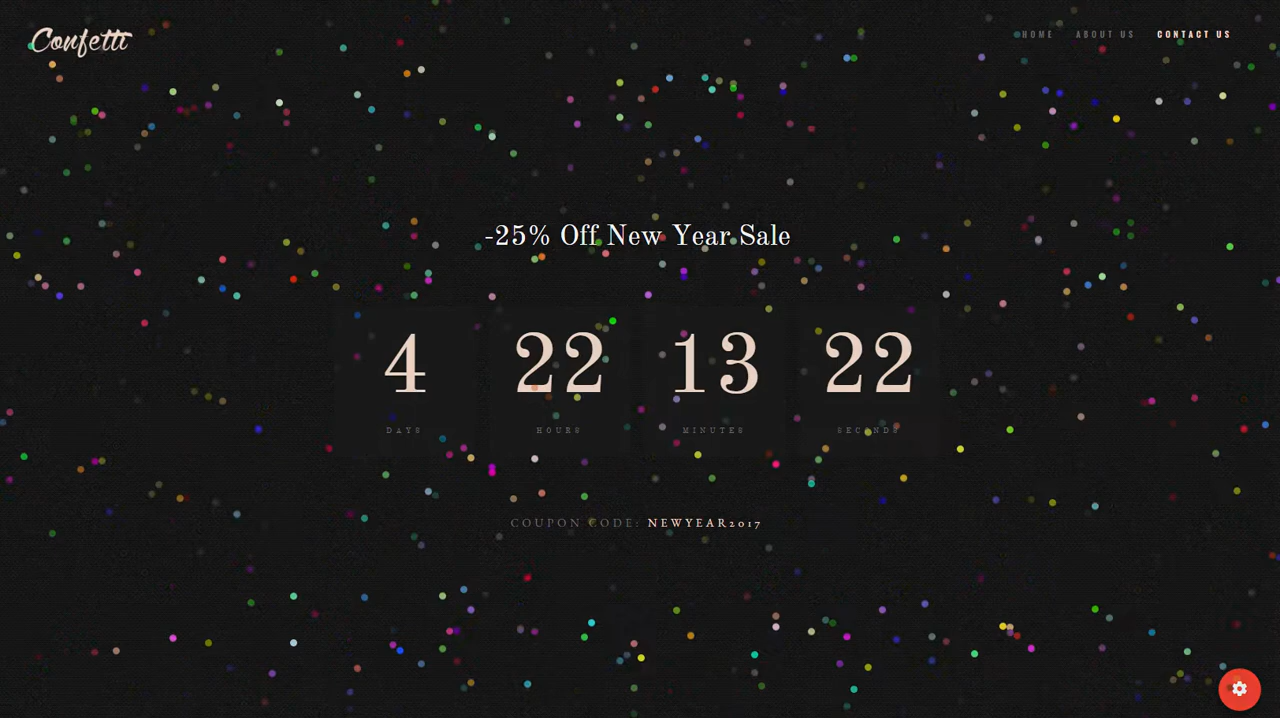 Confetti
HOME ABOUT US CONTACT US
-25% Off New Year Sale
4 22 13 22
DAYS HOURS MINUTES SECONDS
COUPON CODE: NEWYEAR2017